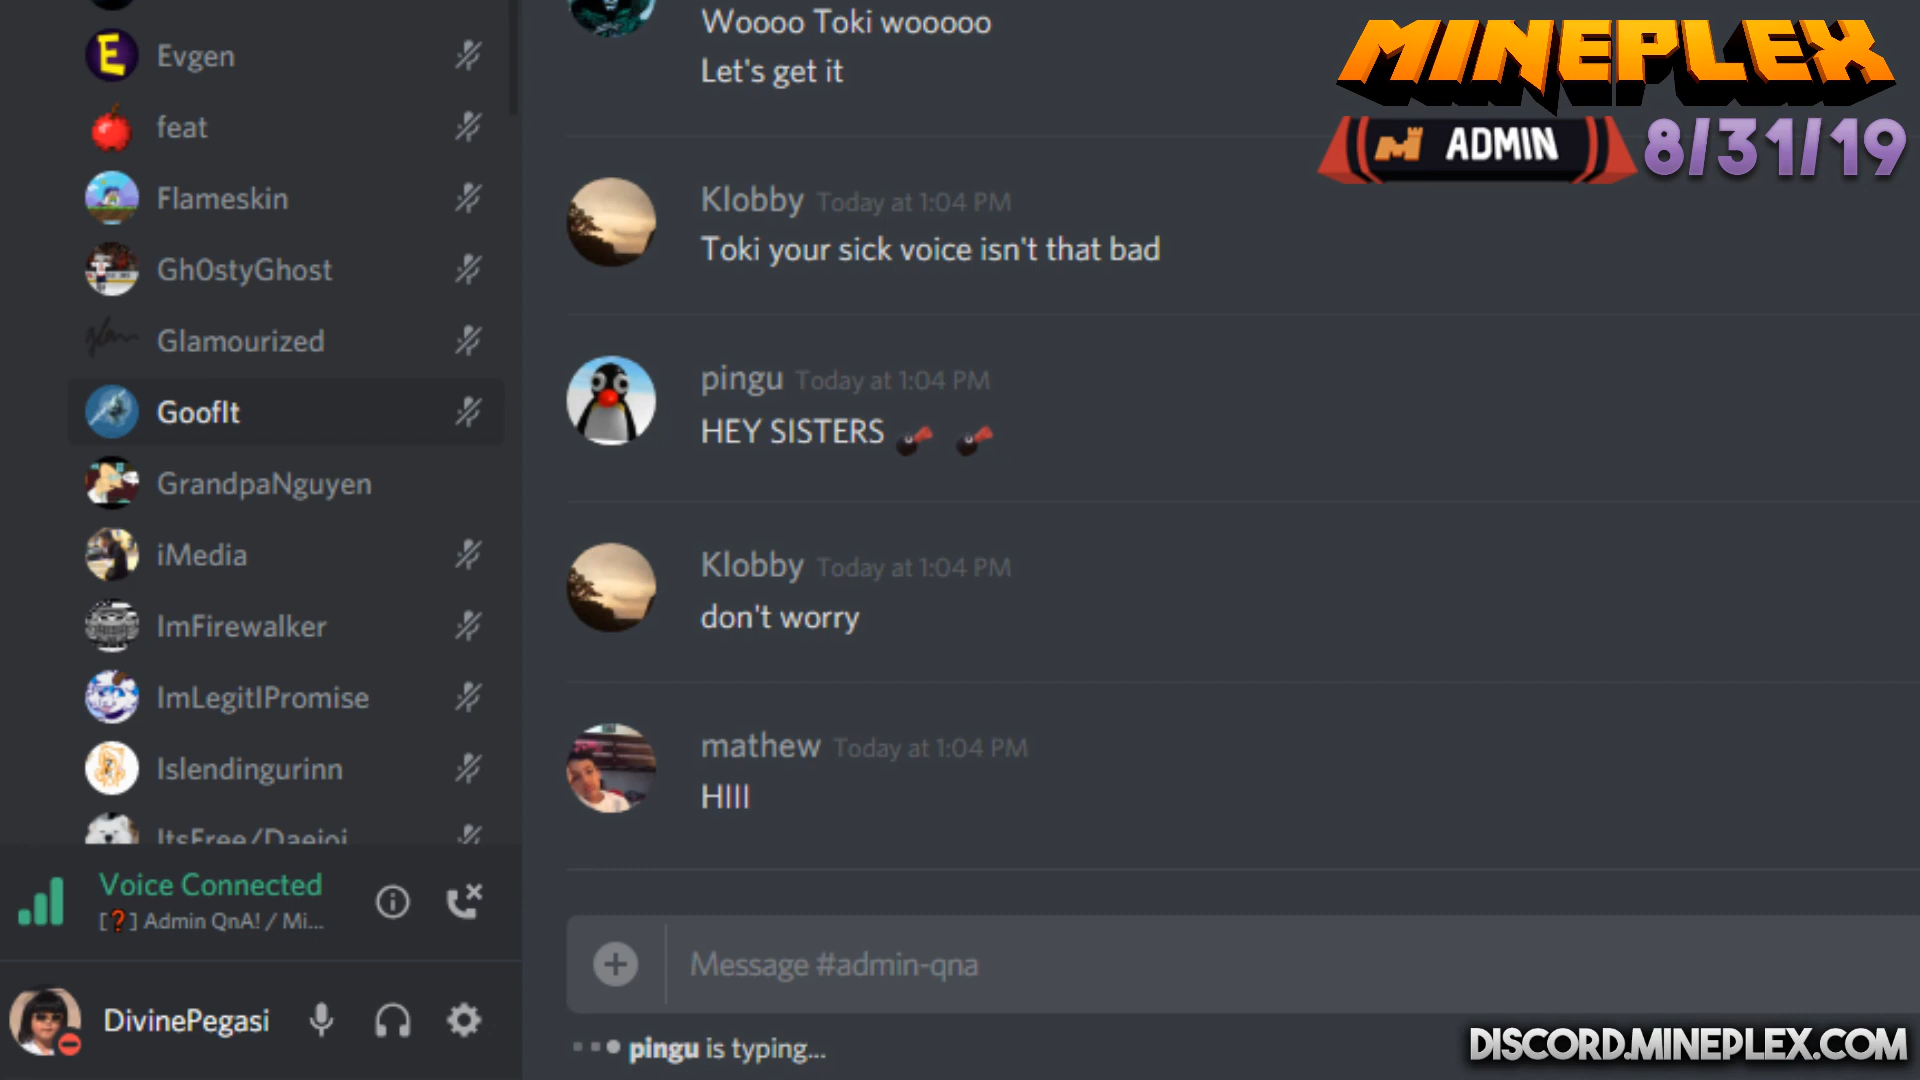 Evgen
feat
Flameskin
Gh0styGhost
Glamourized
GoofIt
GrandpaNguyen
iMedia
ImFirewalker
ImLegitIPromise
Islendingurinn
ItsFree/Daejoi
Voice Connected
[❓] Admin QnA! / Mi...
DivinePegasi
Woooo Toki wooooo
Let's get it
Klobby Today at 1:04 PM
Toki your sick voice isn't that bad
pingu Today at 1:04 PM
HEY SISTERS
Klobby Today at 1:04 PM
don't worry
mathew Today at 1:04 PM
HIII
Message #admin-qna
pingu is typing...
MINEPLEX
ADMIN 8/31/19
DISCORD.MINEPLEX.COM